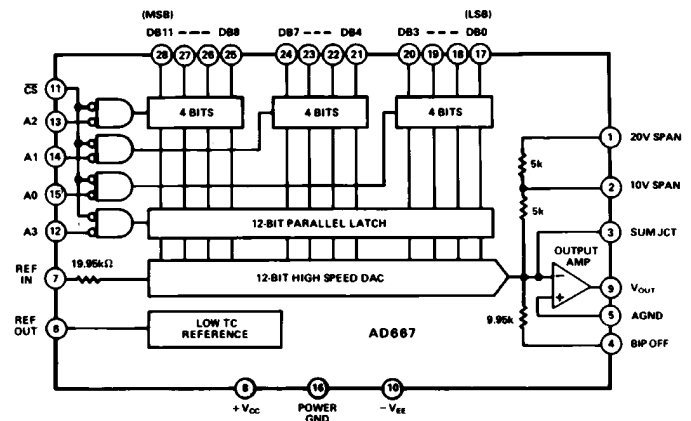 (MSB) (LSB)
DB11 ---- DB8 DB7 ---- DB4 DB3 ---- DB0
28 27 26 25 24 23 22 21 20 19 18 17
CS 11
A2 13
4 BITS 4 BITS 4 BITS
A1 14
A0 15
A3 12
12-BIT PARALLEL LATCH
REF IN 7
19.95kΩ
12-BIT HIGH SPEED DAC
REF OUT 6
LOW TC REFERENCE
AD667
1 20V SPAN
5k
2 10V SPAN
5k
3 SUM JCT
OUTPUT AMP
9 VOUT
5 AGND
9.95k
4 BIP OFF
8 16 10
+VCC POWER GND -VEE